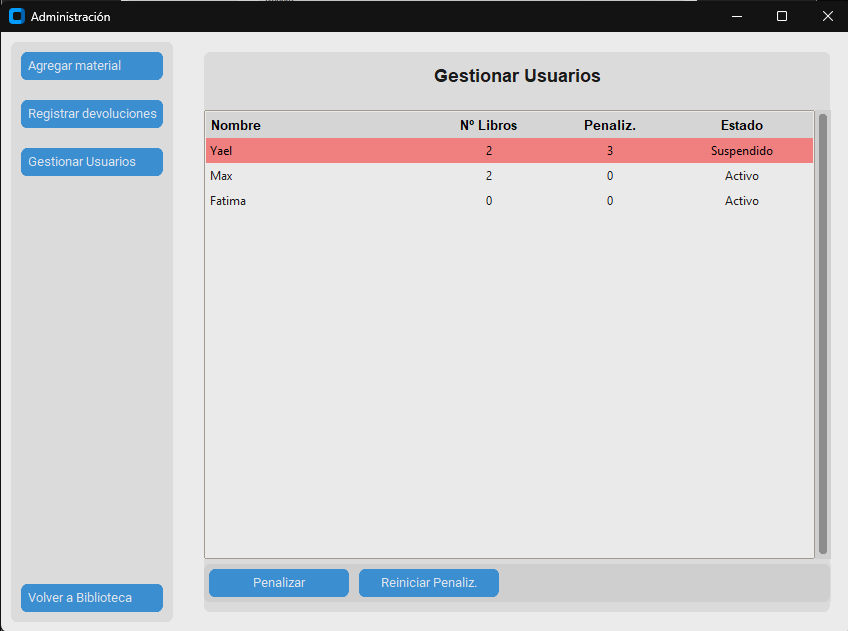 Administración
Agregar material
Registrar devoluciones
Gestionar Usuarios
Volver a Biblioteca
Gestionar Usuarios
Nombre Nº Libros Penaliz. Estado
Yael 2 3 Suspendido
Max 2 0 Activo
Fatima 0 0 Activo
Penalizar Reiniciar Penaliz.